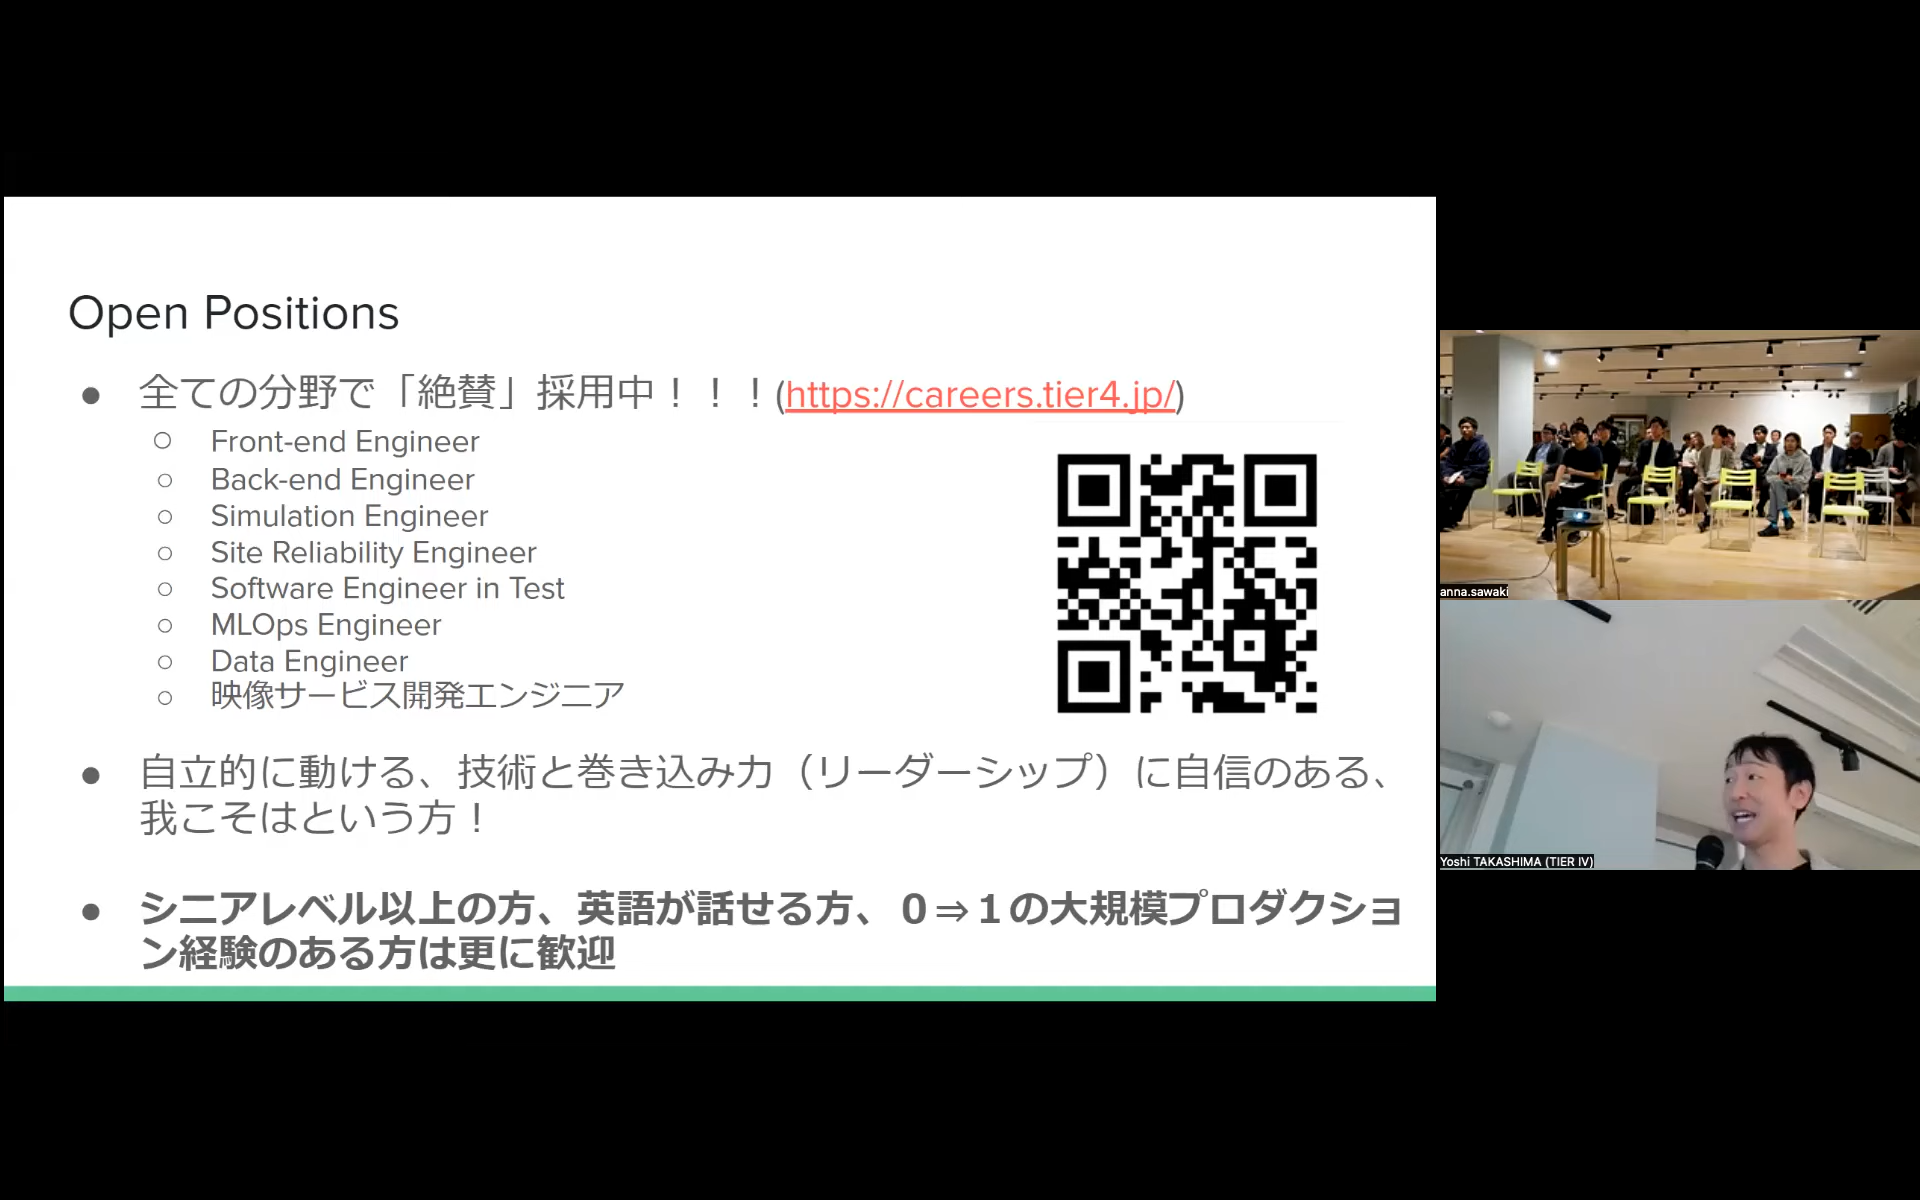 Open Positions
● 全ての分野で「絶賛」採用中！！！(https://careers.tier4.jp/)
○ Front-end Engineer
○ Back-end Engineer
○ Simulation Engineer
○ Site Reliability Engineer
○ Software Engineer in Test
○ MLOps Engineer
○ Data Engineer
○ 映像サービス開発エンジニア
● 自立的に動ける、技術と巻き込み力（リーダーシップ）に自信のある、
我こそはという方！
● シニアレベル以上の方、英語が話せる方、０⇒１の大規模プロダクショ
ン経験のある方は更に歓迎
anna.sawaki
Yoshi TAKASHIMA (TIER IV)